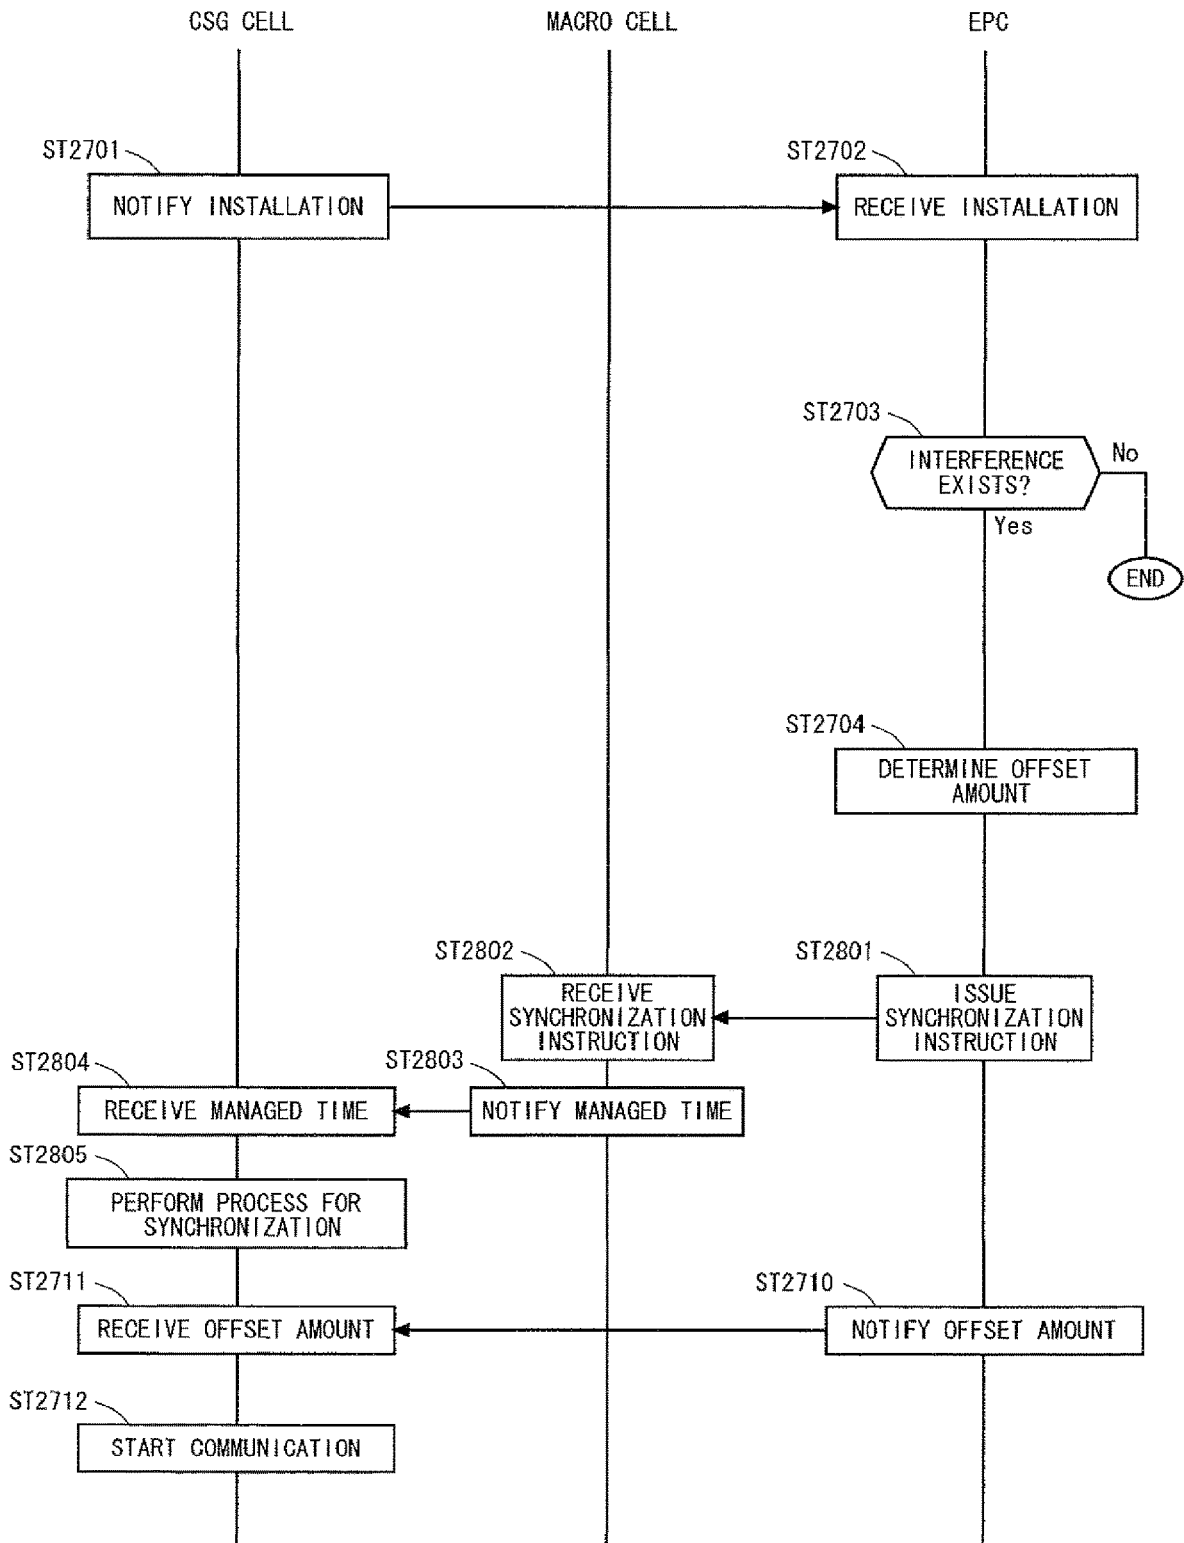 CSG CELL
MACRO CELL
EPC
ST2701
ST2702
NOTIFY INSTALLATION
RECEIVE INSTALLATION
ST2703
INTERFERENCE
EXISTS?
No
Yes
END
ST2704
DETERMINE OFFSET
AMOUNT
ST2802
ST2801
RECEIVE
SYNCHRONIZATION
INSTRUCTION
ISSUE
SYNCHRONIZATION
INSTRUCTION
ST2804
ST2803
RECEIVE MANAGED TIME
NOTIFY MANAGED TIME
ST2805
PERFORM PROCESS FOR
SYNCHRONIZATION
ST2711
ST2710
RECEIVE OFFSET AMOUNT
NOTIFY OFFSET AMOUNT
ST2712
START COMMUNICATION